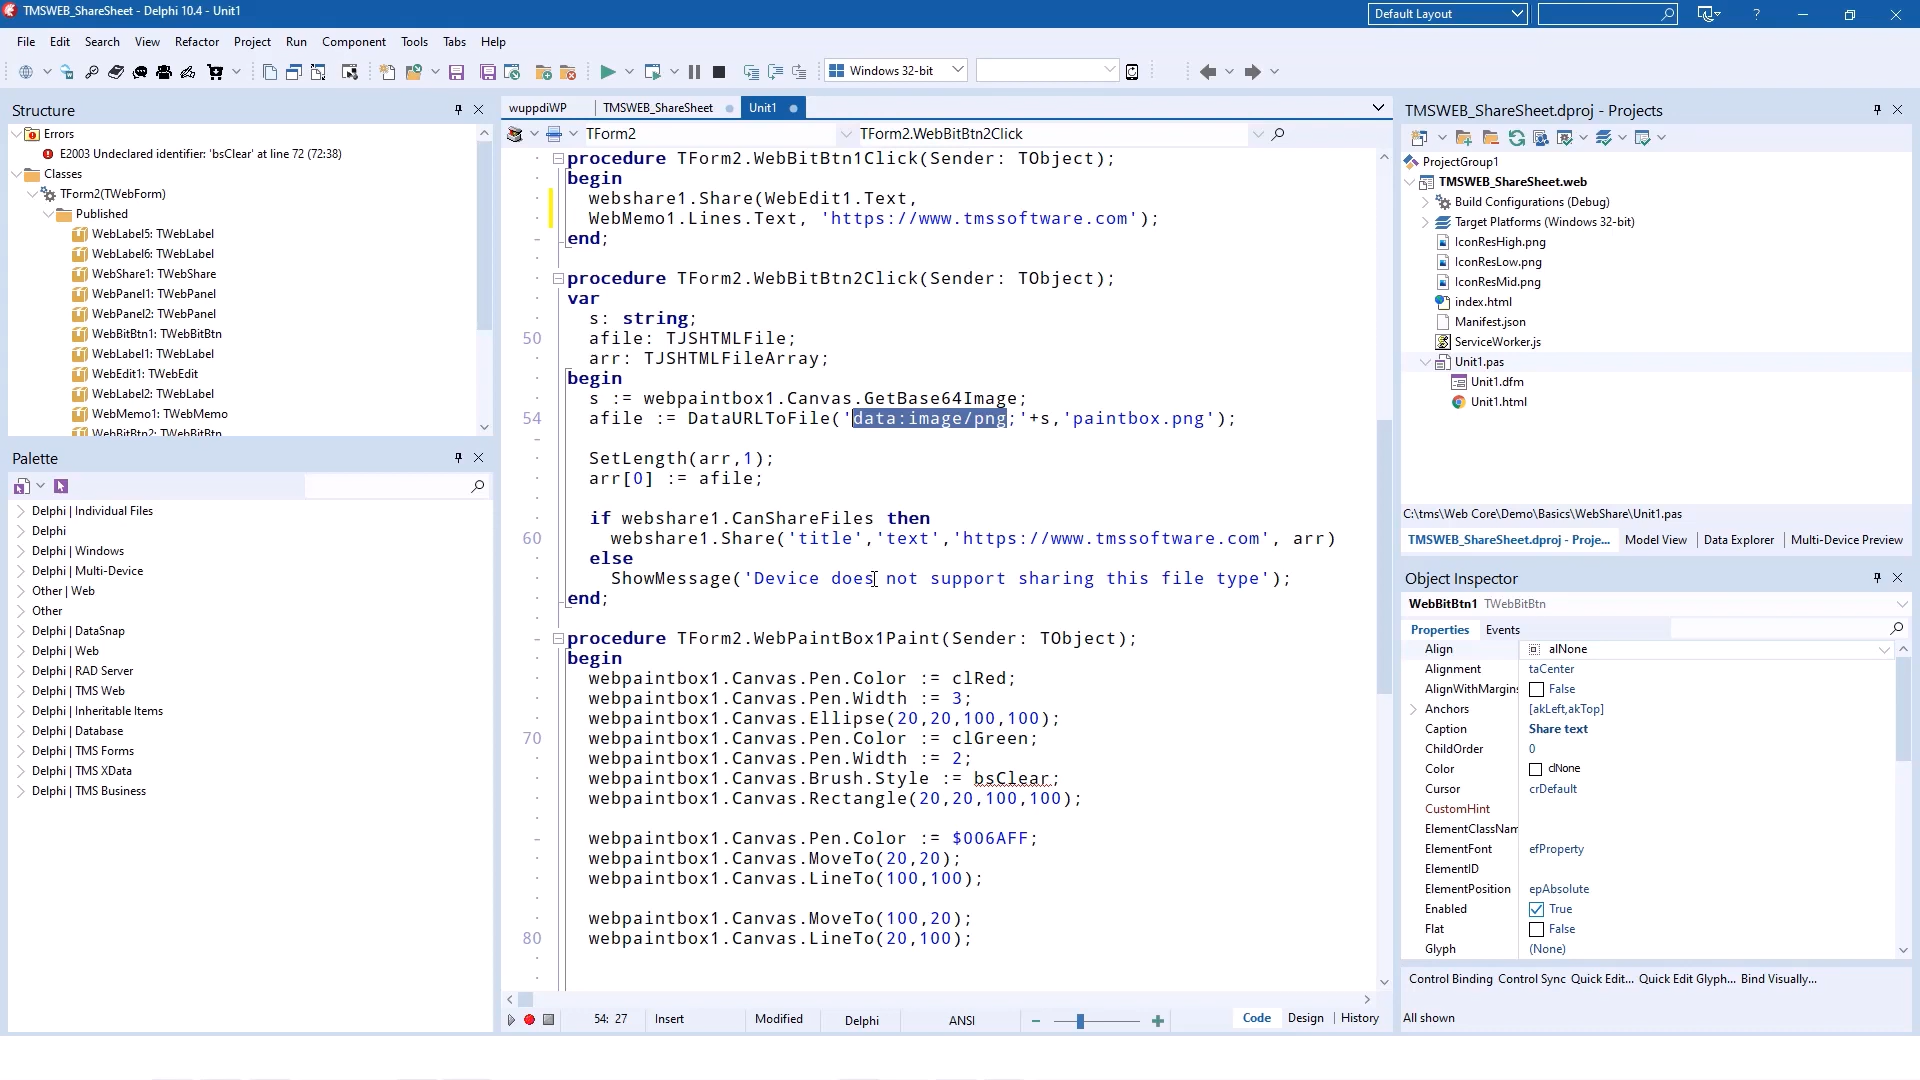 TMSWEB_ShareSheet - Delphi 10.4 - Unit1
Default Layout
File Edit Search View Refactor Project Run Component Tools Tabs Help
Windows 32-bit
Structure
Errors
E2003 Undeclared identifier: 'bsClear' at line 72 (72:38)
Classes
TForm2(TWebForm)
Published
WebLabel5: TWebLabel
WebLabel6: TWebLabel
WebShare1: TWebShare
WebPanel1: TWebPanel
WebPanel2: TWebPanel
WebBitBtn1: TWebBitBtn
WebLabel1: TWebLabel
WebEdit1: TWebEdit
WebLabel2: TWebLabel
WebMemo1: TWebMemo
WebBitBtn2: TWebBitBtn
Palette
Delphi | Individual Files
Delphi
Delphi | Windows
Delphi | Multi-Device
Other | Web
Other
Delphi | DataSnap
Delphi | Web
Delphi | RAD Server
Delphi | TMS Web
Delphi | Inheritable Items
Delphi | Database
Delphi | TMS Forms
Delphi | TMS XData
Delphi | TMS Business
wuppdiWP TMSWEB_ShareSheet Unit1
TForm2 TForm2.WebBitBtn2Click
procedure TForm2.WebBitBtn1Click(Sender: TObject);
begin
webshare1.Share(WebEdit1.Text,
WebMemo1.Lines.Text, 'https://www.tmssoftware.com');
end;
procedure TForm2.WebBitBtn2Click(Sender: TObject);
var
s: string;
50 afile: TJSHTMLFile;
arr: TJSHTMLFileArray;
begin
s := webpaintbox1.Canvas.GetBase64Image;
54 afile := DataURLToFile('data:image/png;'+s,'paintbox.png');
SetLength(arr,1);
arr[0] := afile;
if webshare1.CanShareFiles then
60 webshare1.Share('title','text','https://www.tmssoftware.com', arr)
else
ShowMessage('Device does not support sharing this file type');
end;
procedure TForm2.WebPaintBox1Paint(Sender: TObject);
begin
webpaintbox1.Canvas.Pen.Color := clRed;
webpaintbox1.Canvas.Pen.Width := 3;
webpaintbox1.Canvas.Ellipse(20,20,100,100);
70 webpaintbox1.Canvas.Pen.Color := clGreen;
webpaintbox1.Canvas.Pen.Width := 2;
webpaintbox1.Canvas.Brush.Style := bsClear;
webpaintbox1.Canvas.Rectangle(20,20,100,100);
webpaintbox1.Canvas.Pen.Color := $006AFF;
webpaintbox1.Canvas.MoveTo(20,20);
webpaintbox1.Canvas.LineTo(100,100);
webpaintbox1.Canvas.MoveTo(100,20);
80 webpaintbox1.Canvas.LineTo(20,100);
54: 27 Insert Modified Delphi ANSI Code Design History
TMSWEB_ShareSheet.dproj - Projects
ProjectGroup1
TMSWEB_ShareSheet.web
Build Configurations (Debug)
Target Platforms (Windows 32-bit)
IconResHigh.png
IconResLow.png
IconResMid.png
index.html
Manifest.json
ServiceWorker.js
Unit1.pas
Unit1.dfm
Unit1.html
C:\tms\Web Core\Demo\Basics\WebShare\Unit1.pas
TMSWEB_ShareSheet.dproj - Proje... Model View Data Explorer Multi-Device Preview
Object Inspector
WebBitBtn1 TWebBitBtn
Properties Events
Align alNone
Alignment taCenter
AlignWithMargins False
Anchors [akLeft,akTop]
Caption Share text
ChildOrder 0
Color clNone
Cursor crDefault
CustomHint
ElementClassNam
ElementFont efProperty
ElementID
ElementPosition epAbsolute
Enabled True
Flat False
Glyph (None)
Control Binding Control Sync Quick Edit... Quick Edit Glyph... Bind Visually...
All shown